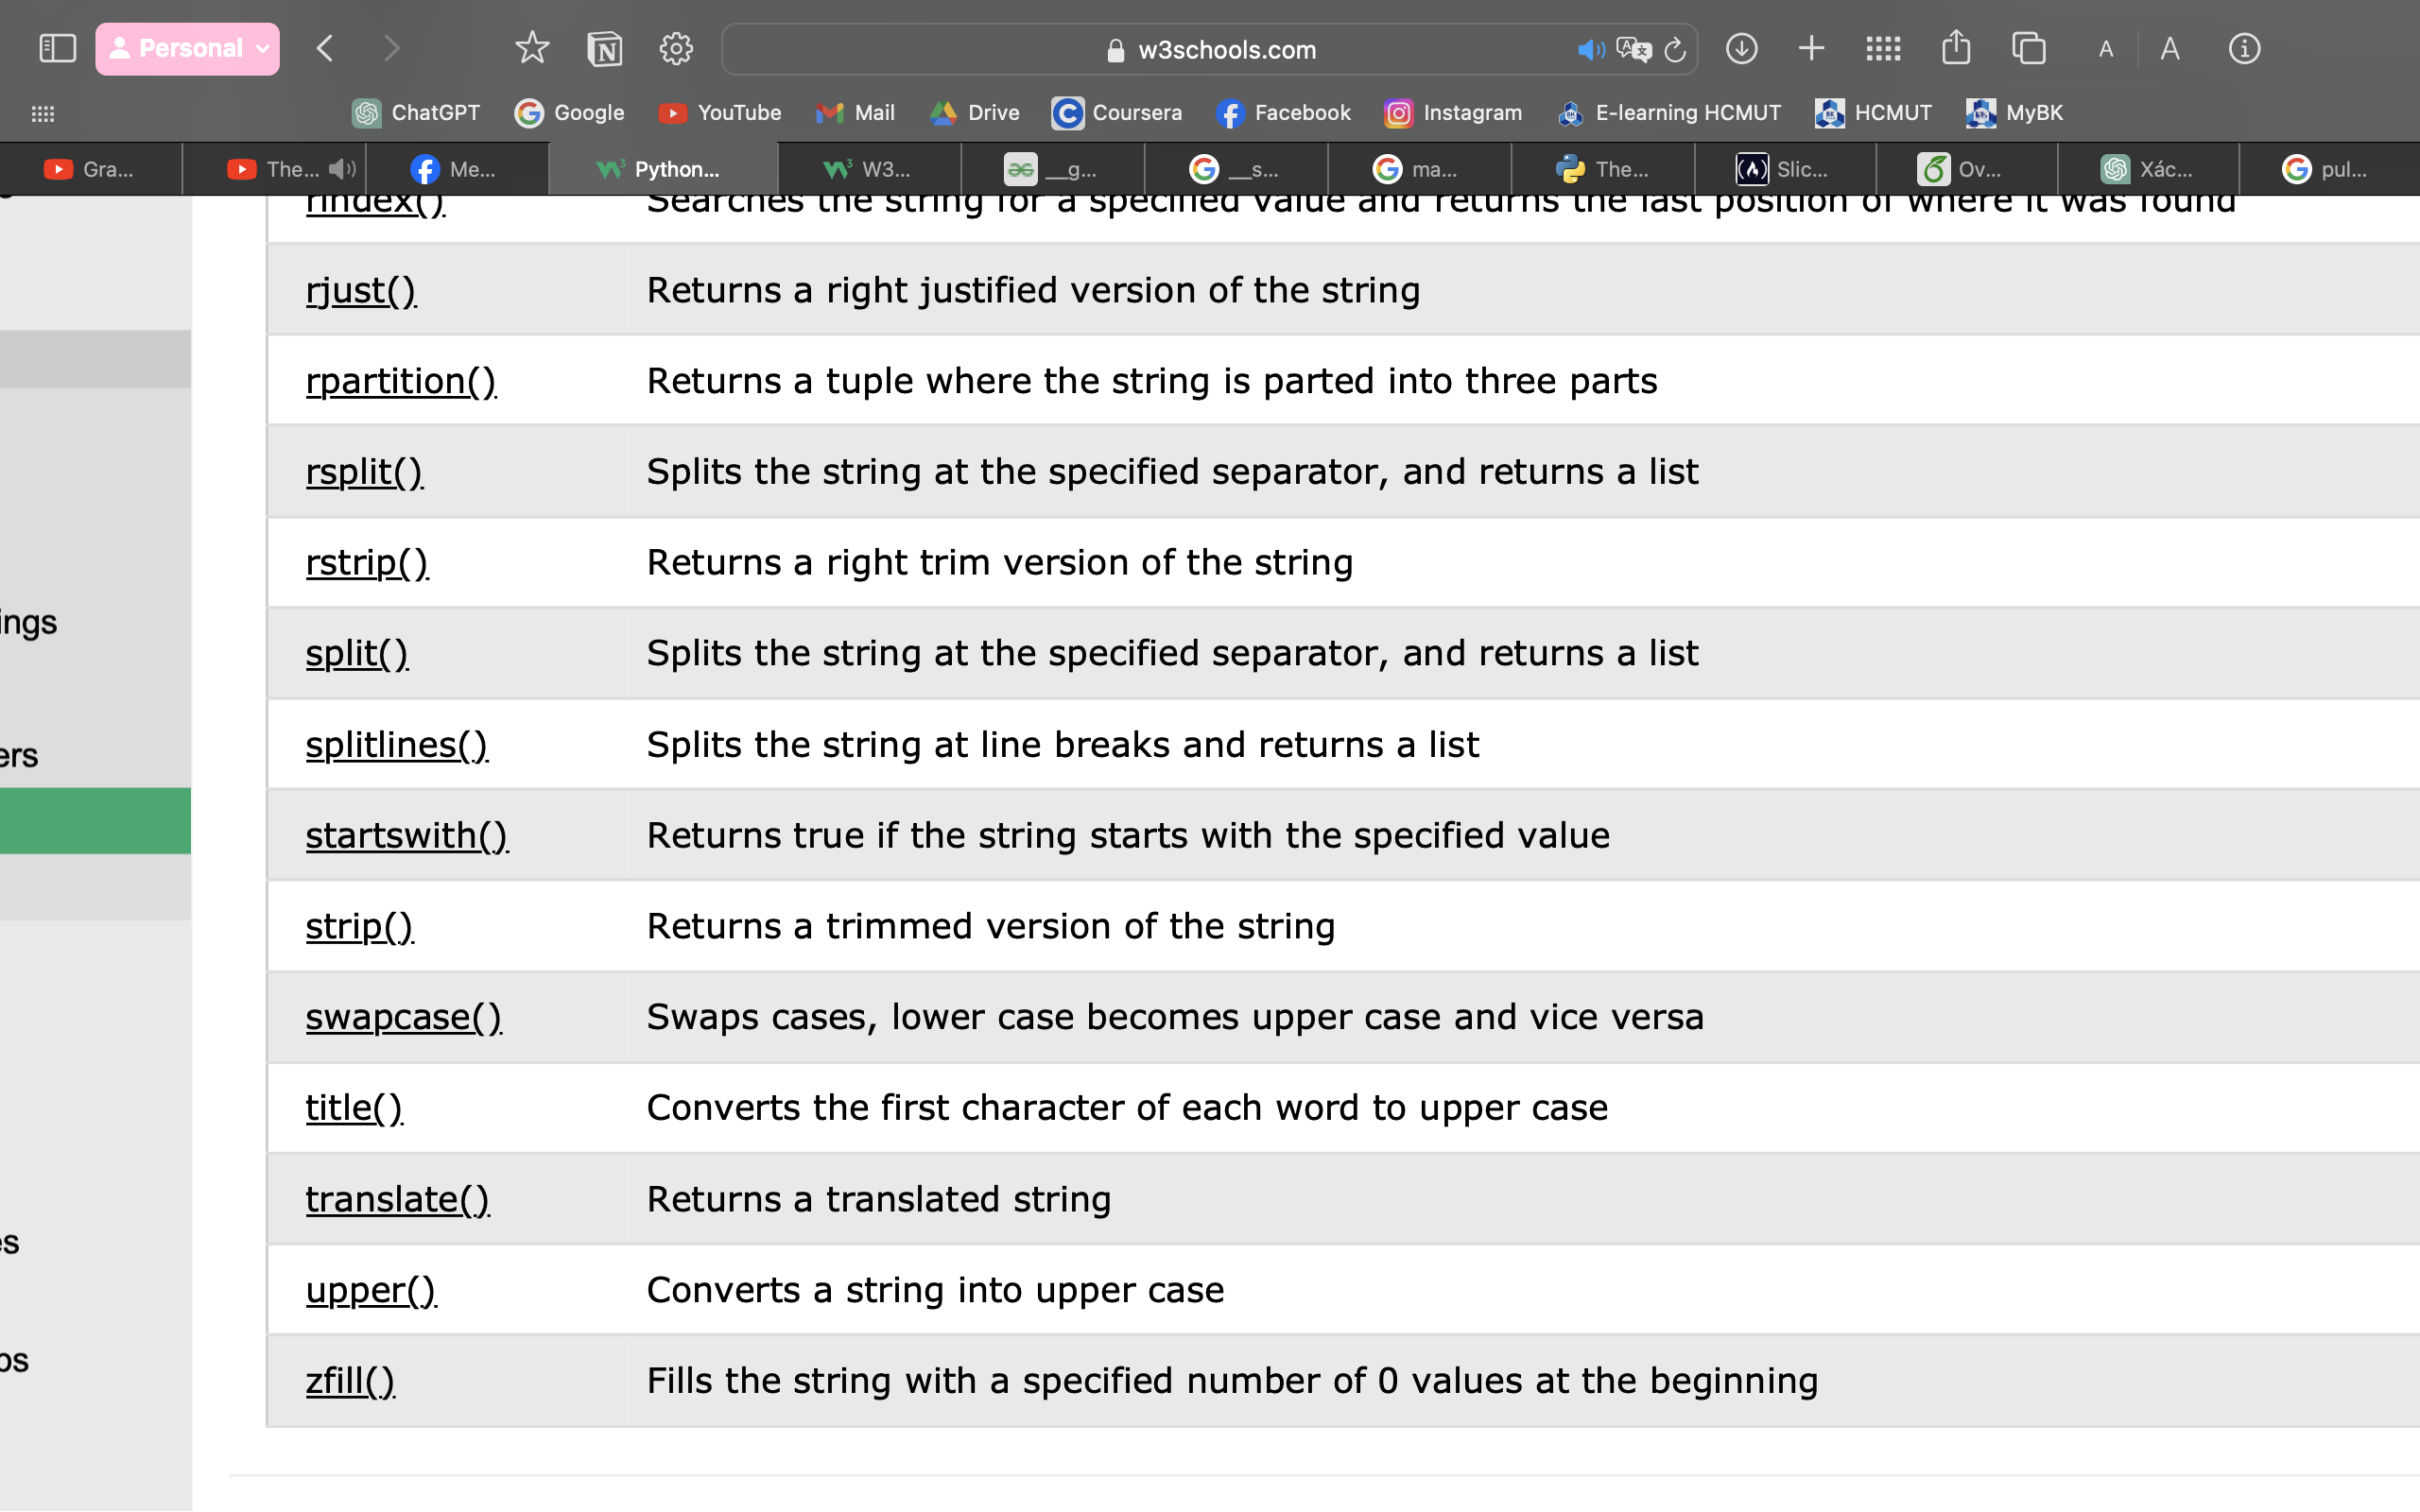 Personal
w3schools.com
A A
ChatGPT Google YouTube Mail Drive Coursera Facebook Instagram E-learning HCMUT HCMUT MyBK
Gra... The... Me... Python... W3... __g... __s... ma... The... Slic... Ov... Xác... pul...
rindex() Searches the string for a specified value and returns the last position of where it was found
rjust() Returns a right justified version of the string
rpartition() Returns a tuple where the string is parted into three parts
rsplit() Splits the string at the specified separator, and returns a list
rstrip() Returns a right trim version of the string
ings
split() Splits the string at the specified separator, and returns a list
splitlines() Splits the string at line breaks and returns a list
ers
startswith() Returns true if the string starts with the specified value
strip() Returns a trimmed version of the string
swapcase() Swaps cases, lower case becomes upper case and vice versa
title() Converts the first character of each word to upper case
translate() Returns a translated string
es
upper() Converts a string into upper case
ps
zfill() Fills the string with a specified number of 0 values at the beginning